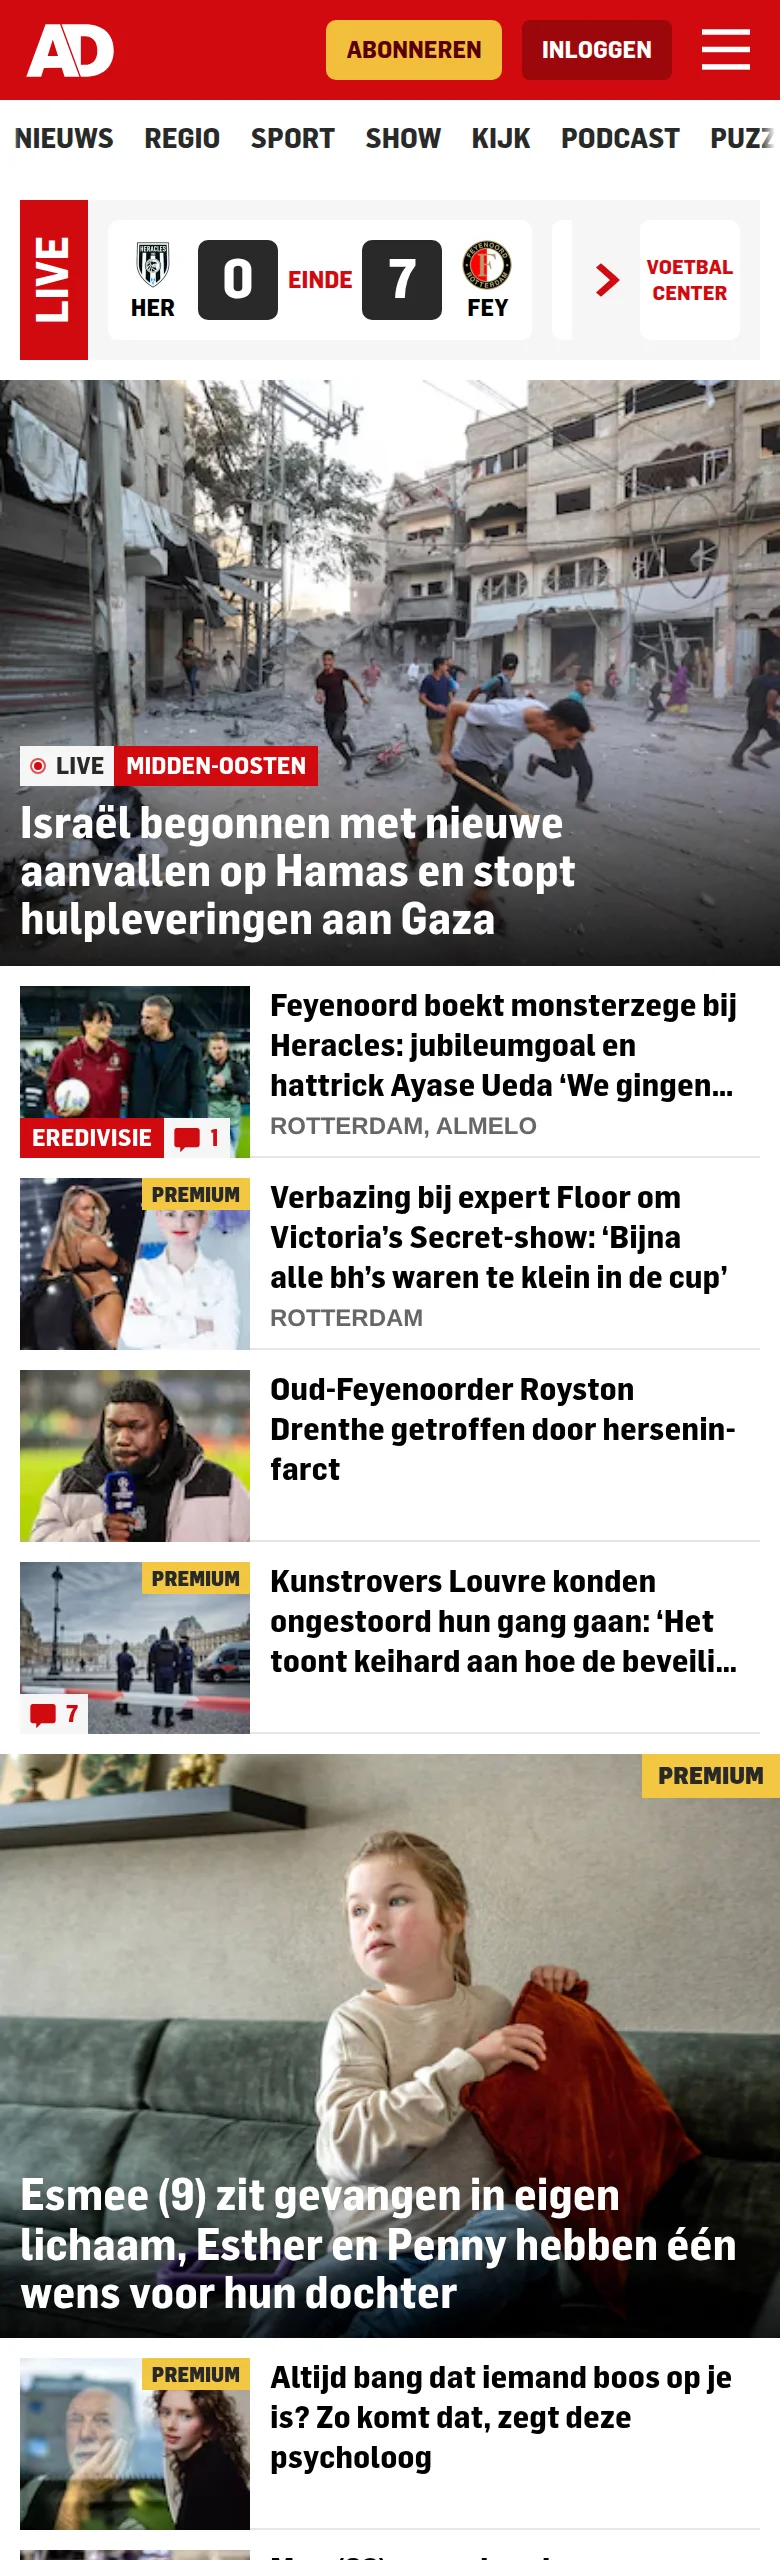 AD
ABONNEREN
INLOGGEN
NIEUWS REGIO SPORT SHOW KIJK PODCAST PUZZ
LIVE
HERACLES
HER
0
EINDE
7
FEYENOORD
ROTTERDAM
FEY
VOETBAL
CENTER
LIVE
MIDDEN-OOSTEN
Israël begonnen met nieuwe
aanvallen op Hamas en stopt
hulpleveringen aan Gaza
EREDIVISIE
1
Feyenoord boekt monsterzege bij
Heracles: jubileumgoal en
hattrick Ayase Ueda ‘We gingen...
ROTTERDAM, ALMELO
PREMIUM
Verbazing bij expert Floor om
Victoria’s Secret-show: ‘Bijna
alle bh’s waren te klein in de cup’
ROTTERDAM
Oud-Feyenoorder Royston
Drenthe getroffen door hersenin-
farct
PREMIUM
7
Kunstrovers Louvre konden
ongestoord hun gang gaan: ‘Het
toont keihard aan hoe de beveili...
PREMIUM
Esmee (9) zit gevangen in eigen
lichaam, Esther en Penny hebben één
wens voor hun dochter
PREMIUM
Altijd bang dat iemand boos op je
is? Zo komt dat, zegt deze
psycholoog